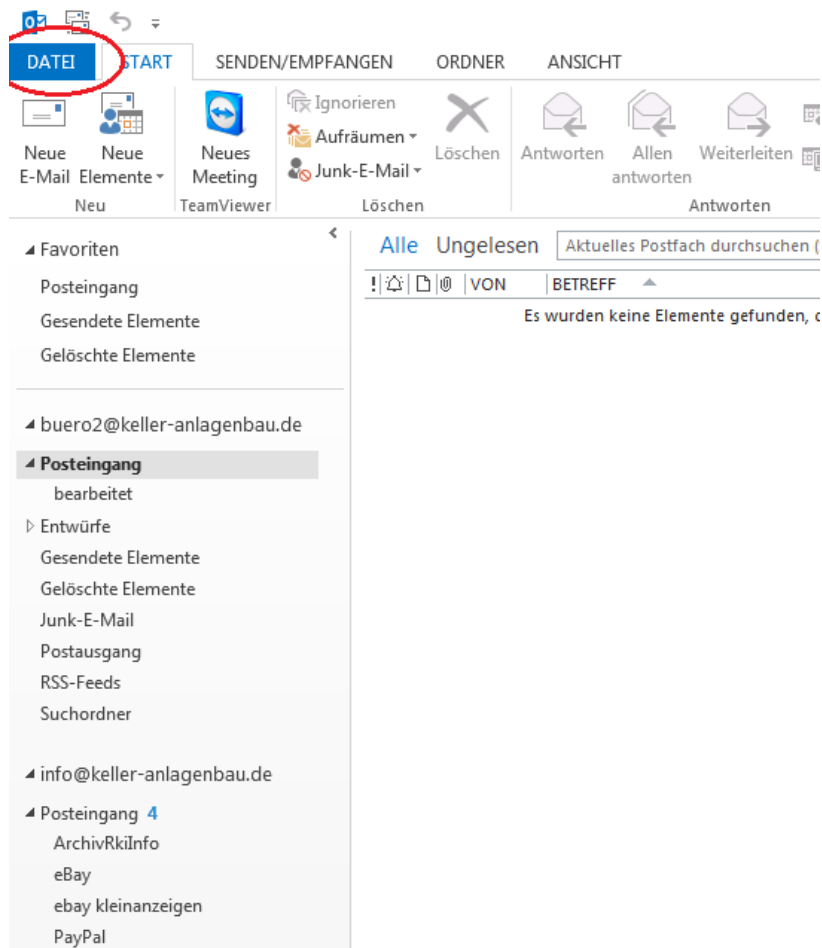 DATEI START SENDEN/EMPFANGEN ORDNER ANSICHT
Neue E-Mail
Neue Elemente
Neues Meeting
Ignorieren
Aufräumen
Junk-E-Mail
Löschen
Antworten
Allen antworten
Weiterleiten
Neu TeamViewer Löschen Antworten
Favoriten
Posteingang
Gesendete Elemente
Gelöschte Elemente
buero2@keller-anlagenbau.de
Posteingang
bearbeitet
Entwürfe
Gesendete Elemente
Gelöschte Elemente
Junk-E-Mail
Postausgang
RSS-Feeds
Suchordner
info@keller-anlagenbau.de
Posteingang 4
ArchivRkiInfo
eBay
ebay kleinanzeigen
PayPal
Alle Ungelesen Aktuelles Postfach durchsuchen (
! VON BETREFF
Es wurden keine Elemente gefunden,